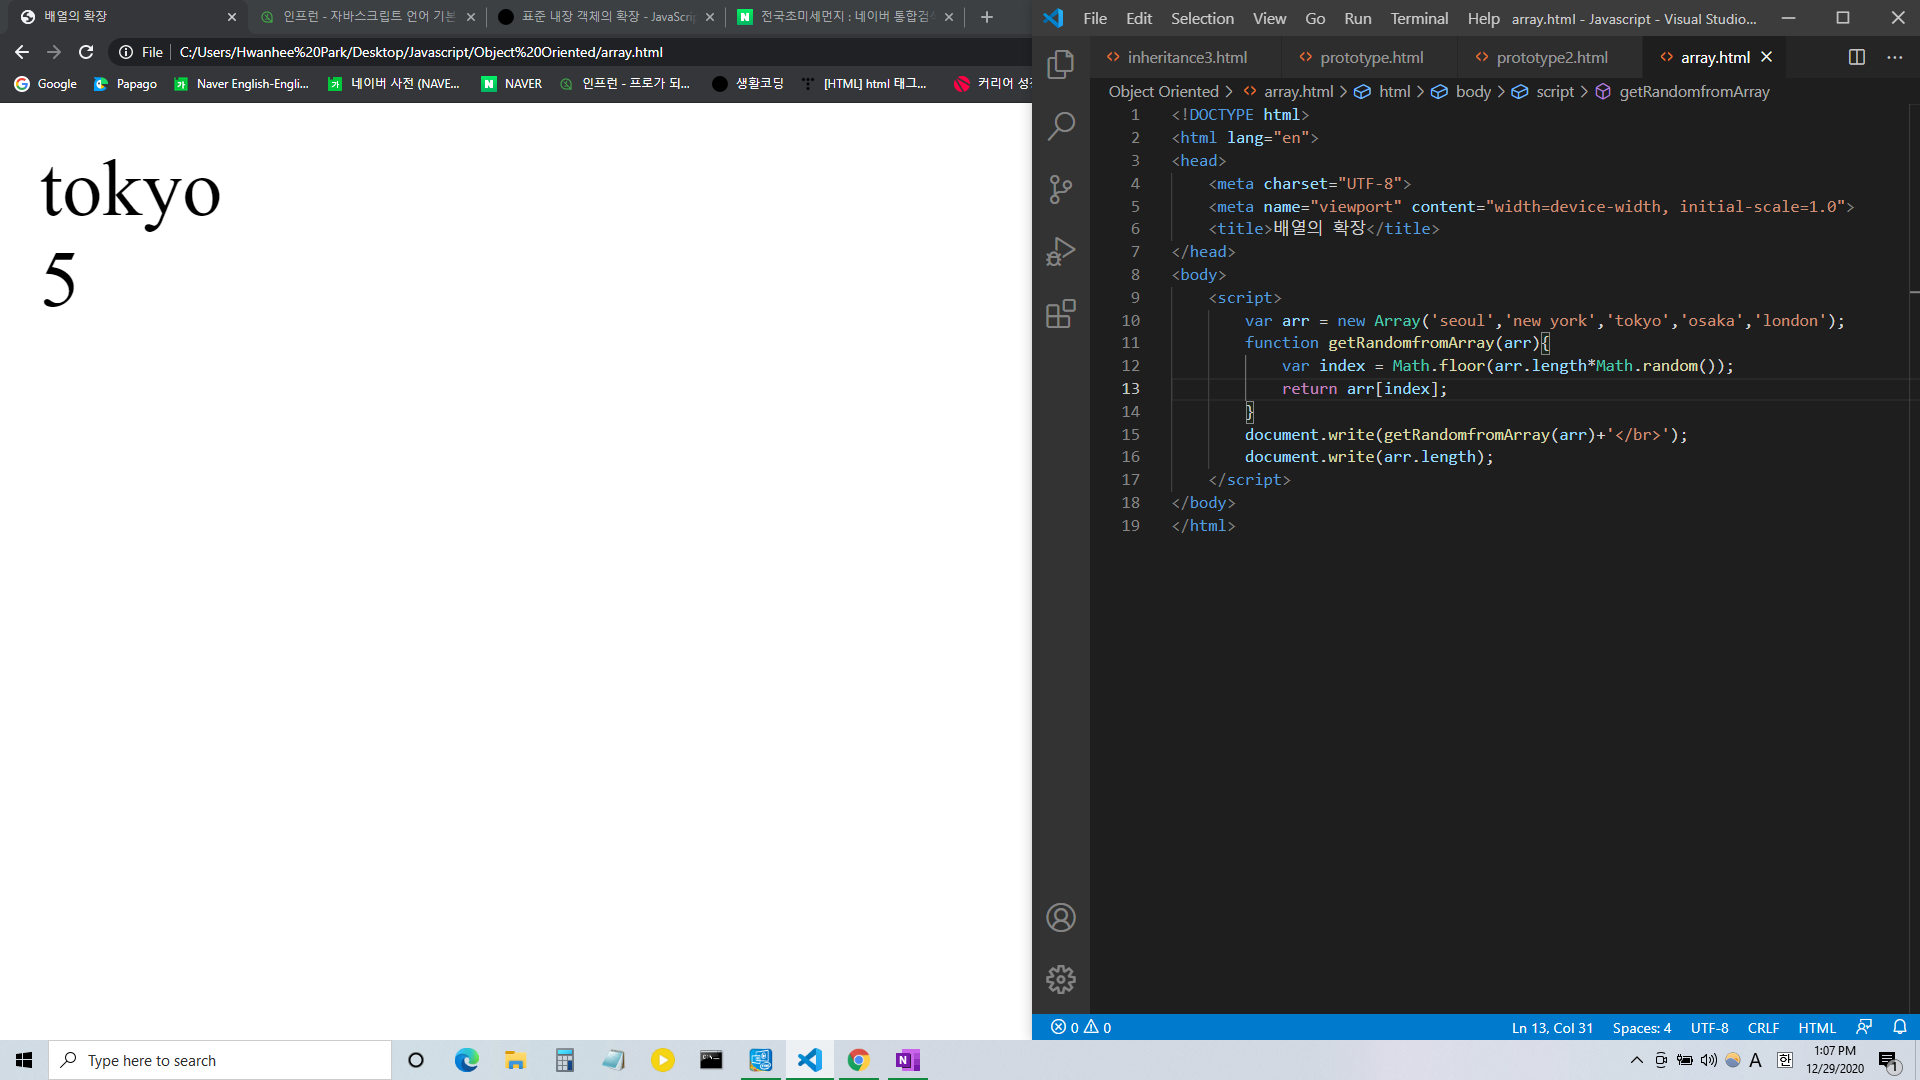 배열의 확장
인프런 - 자바스크립트 언어 기본
표준 내장 객체의 확장 - JavaScri
전국초미세먼지 : 네이버 통합검색
File C:/Users/Hwanhee%20Park/Desktop/Javascript/Object%20Oriented/array.html
Google Papago Naver English-Engli... 네이버 사전 (NAVE... NAVER 인프런 - 프로가 되... 생활코딩 [HTML] html 태그... 커리어 성
tokyo
5
File Edit Selection View Go Run Terminal Help array.html - Javascript - Visual Studio...
inheritance3.html prototype.html prototype2.html array.html
Object Oriented > array.html > html > body > script > getRandomfromArray
1 <!DOCTYPE html>
2 <html lang="en">
3 <head>
4 <meta charset="UTF-8">
5 <meta name="viewport" content="width=device-width, initial-scale=1.0">
6 <title>배열의 확장</title>
7 </head>
8 <body>
9 <script>
10 var arr = new Array('seoul','new york','tokyo','osaka','london');
11 function getRandomfromArray(arr){
12 var index = Math.floor(arr.length*Math.random());
13 return arr[index];
14 }
15 document.write(getRandomfromArray(arr)+'</br>');
16 document.write(arr.length);
17 </script>
18 </body>
19 </html>
0 0 Ln 13, Col 31 Spaces: 4 UTF-8 CRLF HTML
Type here to search
A 한 1:07 PM
12/29/2020
1